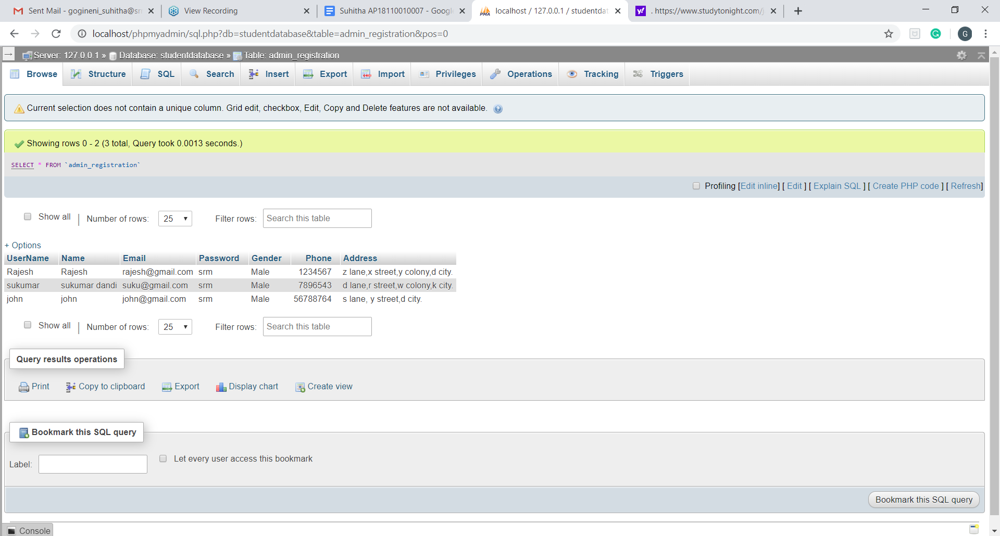 Sent Mail - gogineni_suhitha@sr
View Recording
Suhitha AP18110010007 - Googl
localhost / 127.0.0.1 / studentdat
. https://www.studytonight.com/j
localhost/phpmyadmin/sql.php?db=studentdatabase&table=admin_registration&pos=0
G
Server: 127.0.0.1 » Database: studentdatabase » Table: admin_registration
Browse Structure SQL Search Insert Export Import Privileges Operations Tracking Triggers
Current selection does not contain a unique column. Grid edit, checkbox, Edit, Copy and Delete features are not available.
Showing rows 0 - 2 (3 total, Query took 0.0013 seconds.)
SELECT * FROM `admin_registration`
Profiling [Edit inline] [ Edit ] [ Explain SQL ] [ Create PHP code ] [ Refresh]
Show all | Number of rows: 25 Filter rows: Search this table
+ Options
UserName Name Email Password Gender Phone Address
Rajesh Rajesh rajesh@gmail.com srm Male 1234567 z lane,x street,y colony,d city.
sukumar sukumar dandi suku@gmail.com srm Male 7896543 d lane,r street,w colony,k city.
john john john@gmail.com srm Male 56788764 s lane, y street,d city.
Show all | Number of rows: 25 Filter rows: Search this table
Query results operations
Print Copy to clipboard Export Display chart Create view
Bookmark this SQL query
Label: Let every user access this bookmark
Bookmark this SQL query
Console